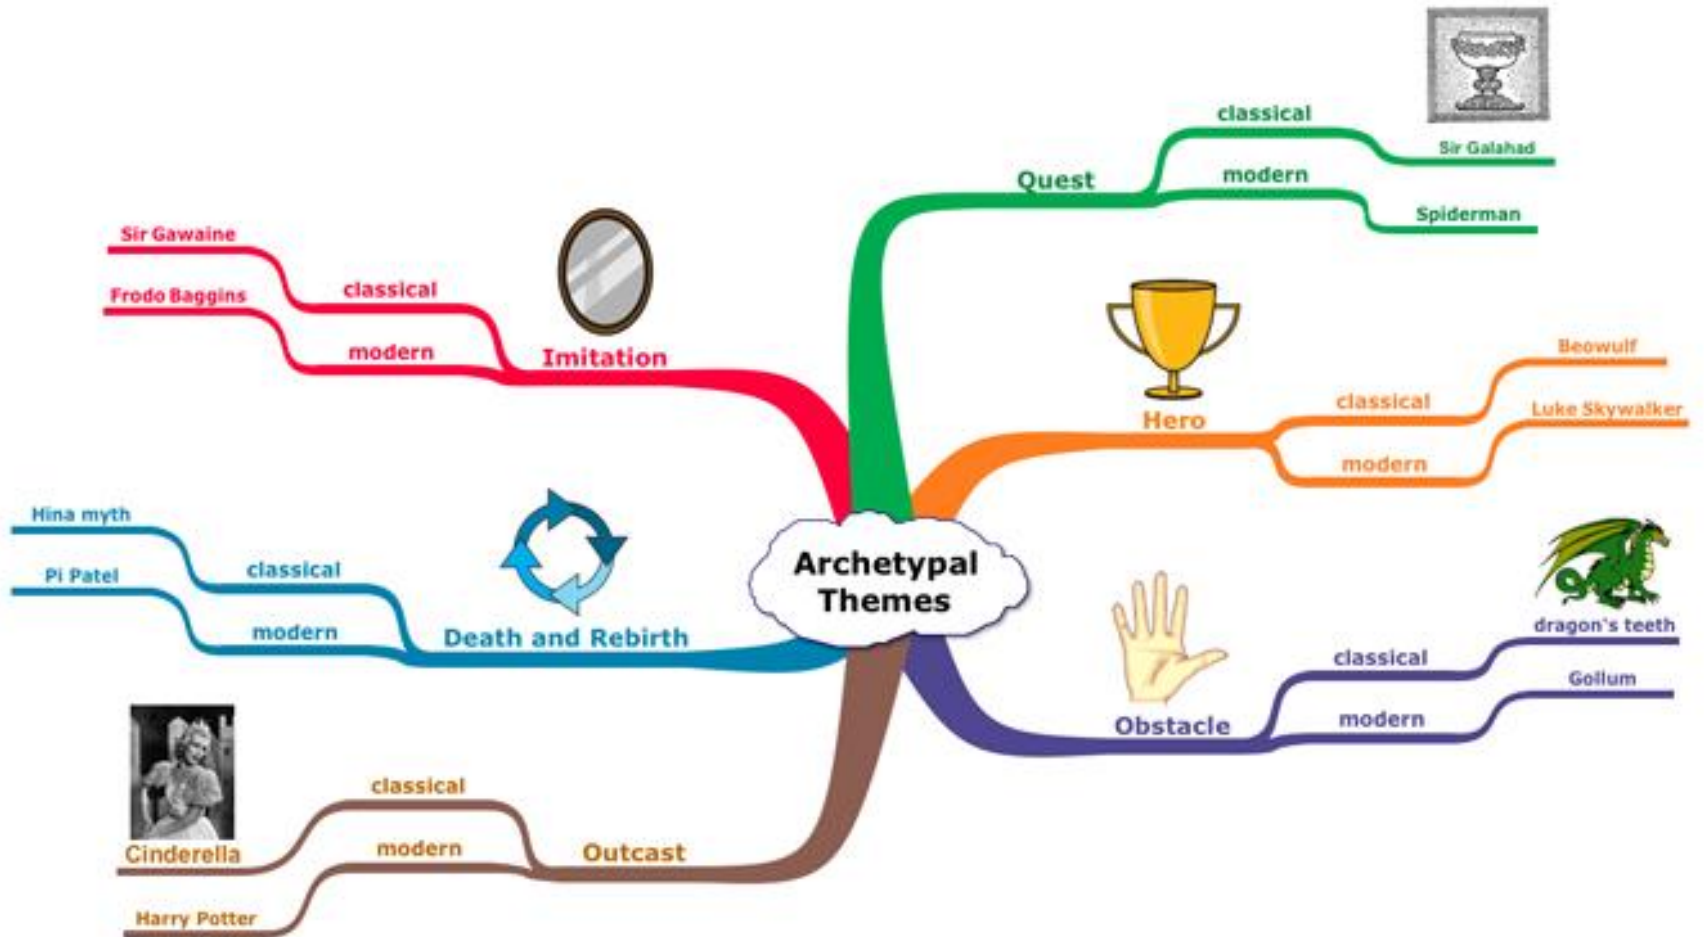 Archetypal
Themes
Quest
classical
Sir Galahad
modern
Spiderman
Hero
classical
Beowulf
modern
Luke Skywalker
Obstacle
classical
dragon's teeth
modern
Gollum
Outcast
classical
Cinderella
modern
Harry Potter
Death and Rebirth
classical
Hina myth
modern
Pi Patel
Imitation
classical
Sir Gawaine
modern
Frodo Baggins